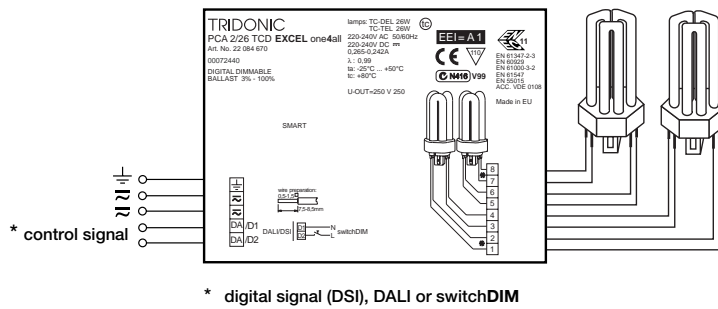 TRIDONIC
PCA 2/26 TCD EXCEL one4all
Art. No. 22 084 670
00072440
DIGITAL DIMMABLE
BALLAST 3% - 100%
lamps: TC-DEL 26W
TC-TEL 26W
220-240V AC 50/60Hz
220-240V DC
0,265-0,242A
λ : 0,99
ta: -25°C ... +50°C
tc: +80°C
U-OUT=250 V 250
tc
EEI= A 1
CE 110
N416 V99
11
EN 61347-2-3
EN 60929
EN 61000-3-2
EN 61547
EN 55015
ACC. VDE 0108
Made in EU
SMART
wire preparation:
0,5-1,5
7,5-8,5mm
DA /D1
DA /D2
DALI/DSI D1 N switchDIM
D2 L
8
7
6
5
4
3
2
1
* control signal
* digital signal (DSI), DALI or switchDIM